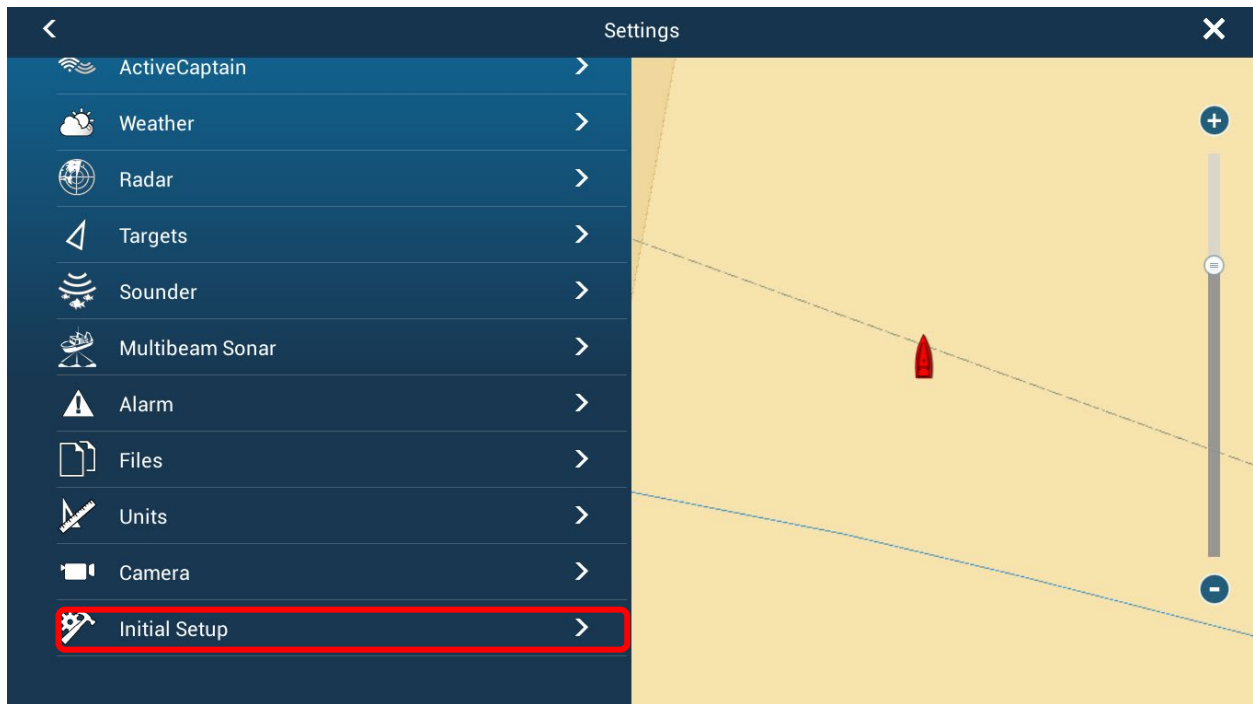 Settings
ActiveCaptain
Weather
Radar
Targets
Sounder
Multibeam Sonar
Alarm
Files
Units
Camera
Initial Setup